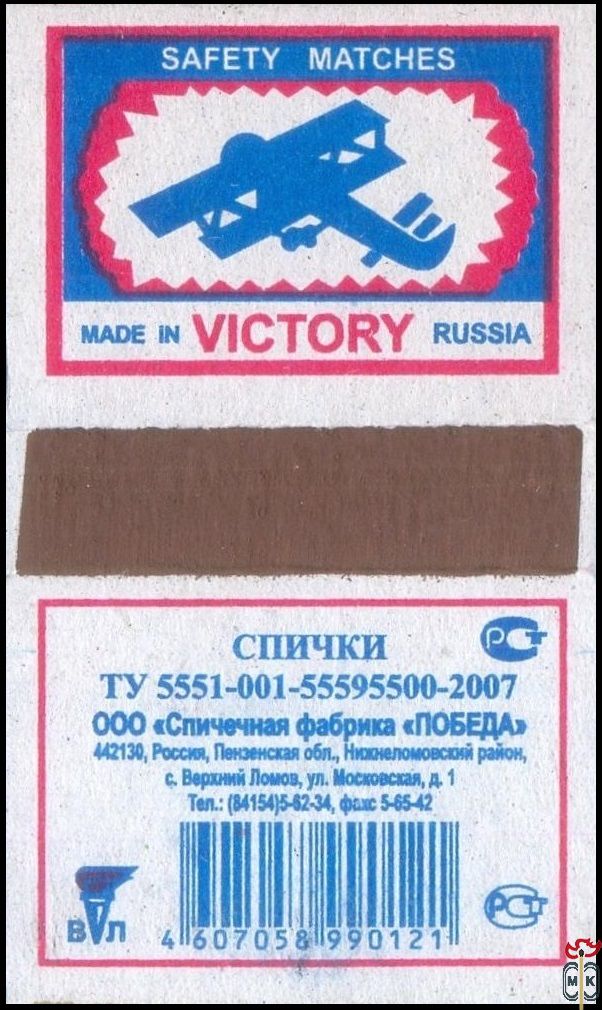 SAFETY MATCHES
MADE IN VICTORY RUSSIA
СПИЧКИ
РСТ
ТУ 5551-001-55595500-2007
ООО «Спичечная фабрика «ПОБЕДА»
442130, Россия, Пензенская обл., Нижнеломовский район,
с. Верхний Ломов, ул. Московская, д. 1
Тел.: (84154)5-62-34, факс 5-65-42
ВЛ
4 607058 990121
РСТ
МК